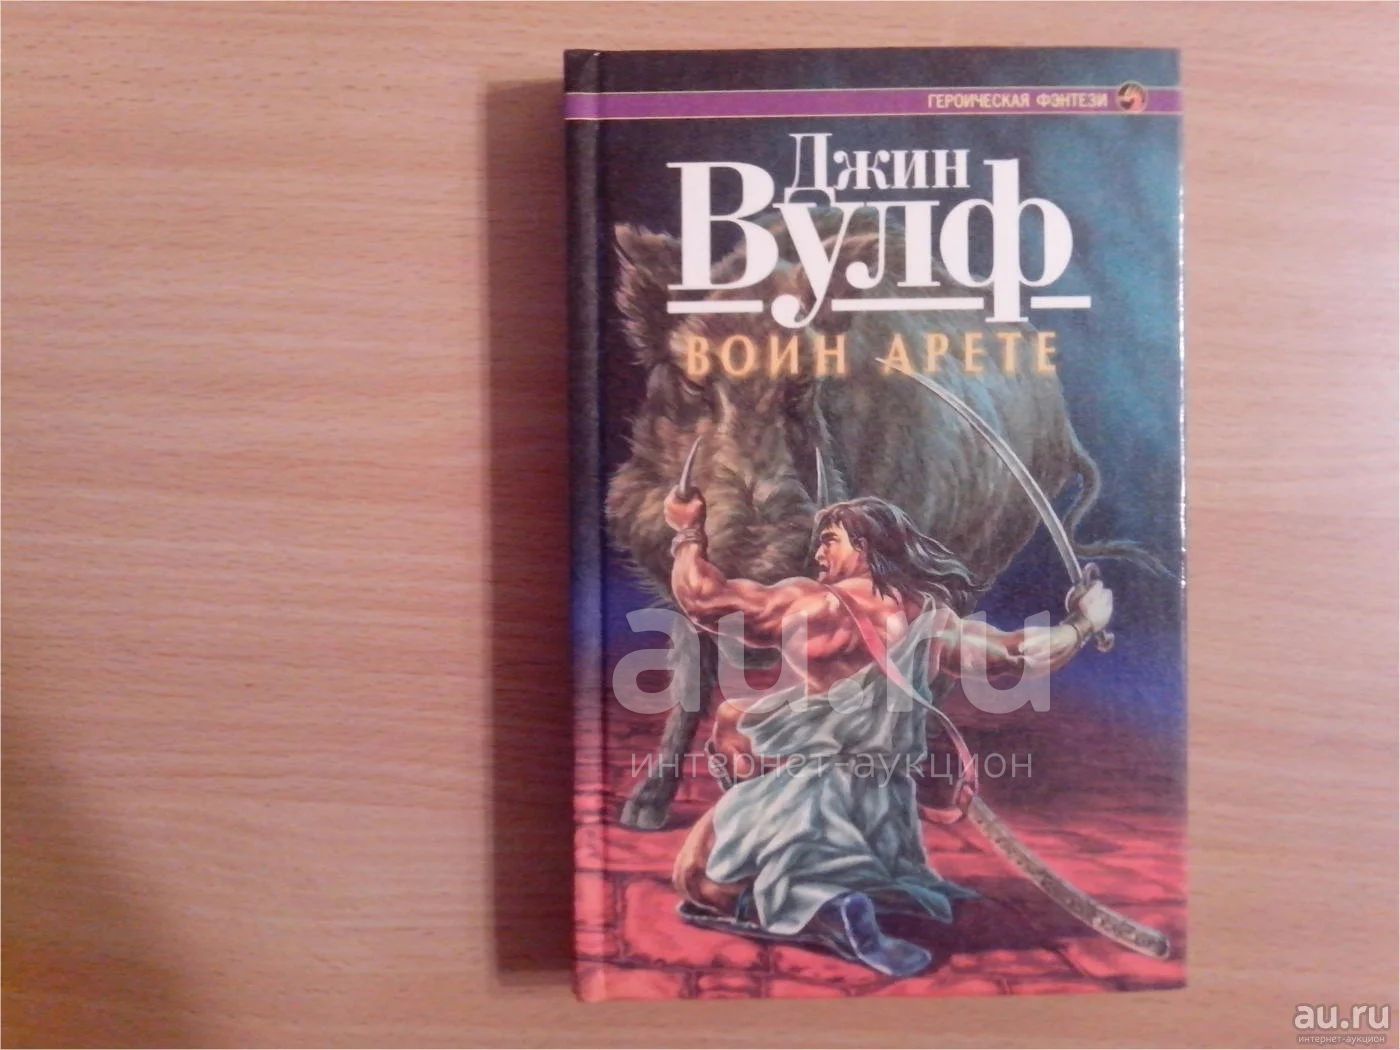 ГЕРОИЧЕСКАЯ ФЭНТЕЗИ
Джин
Вулф
ВОИН АРЕТЕ
au.ru
интернет-аукцион
au.ru
интернет-аукцион